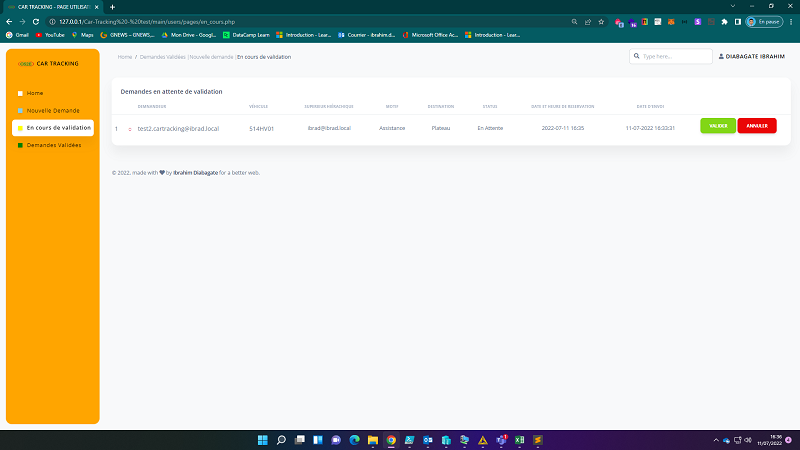 CAR TRACKING - PAGE UTILISAT
127.0.0.1/Car-Tracking%20-%20test/main/users/pages/en_cours.php
En pause
Gmail YouTube Maps GNEWS – GNEWS,... Mon Drive - Googl... DataCamp Learn Introduction – Lear... Courrier - ibrahim.d... Microsoft Office Ac... Introduction – Lear...
CAR TRACKING
Home / Demandes Validées |Nouvelle demande | En cours de validation
Type here...
DIABAGATE IBRAHIM
Home
Nouvelle Demande
En cours de validation
Demandes Validées
Demandes en attente de validation
DEMANDEUR VEHICULE SUPERIEUR HIÉRACHIQUE MOTIF DESTINATION STATUS DATE ET HEURE DE RESERVATION DATE D'ENVOI
1 test2.cartracking@ibrad.local 514HV01 ibrad@ibrad.local Assistance Plateau En Attente 2022-07-11 16:35 11-07-2022 16:33:31 VALIDER ANNULER
© 2022, made with by Ibrahim Diabagate for a better web.
16:36
11/07/2022